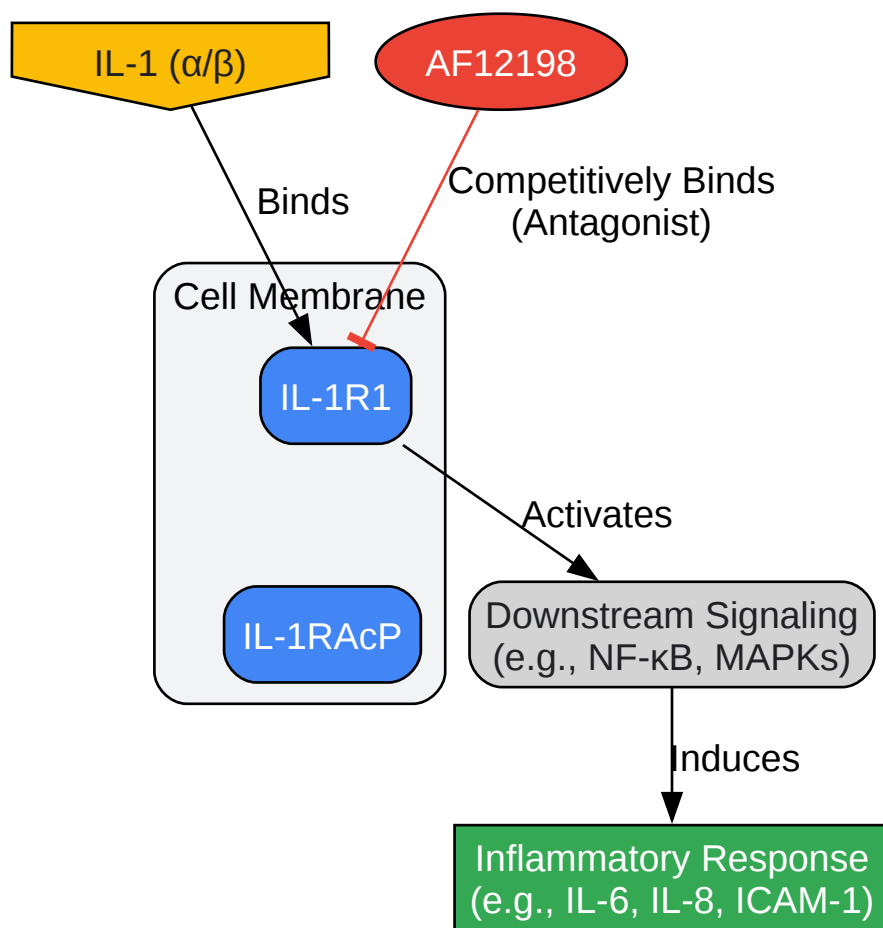 IL-1 (α/β)
AF12198
Binds
Competitively Binds
(Antagonist)
Cell Membrane
IL-1R1
Activates
IL-1RAcP
Downstream Signaling
(e.g., NF-κB, MAPKs)
Induces
Inflammatory Response
(e.g., IL-6, IL-8, ICAM-1)